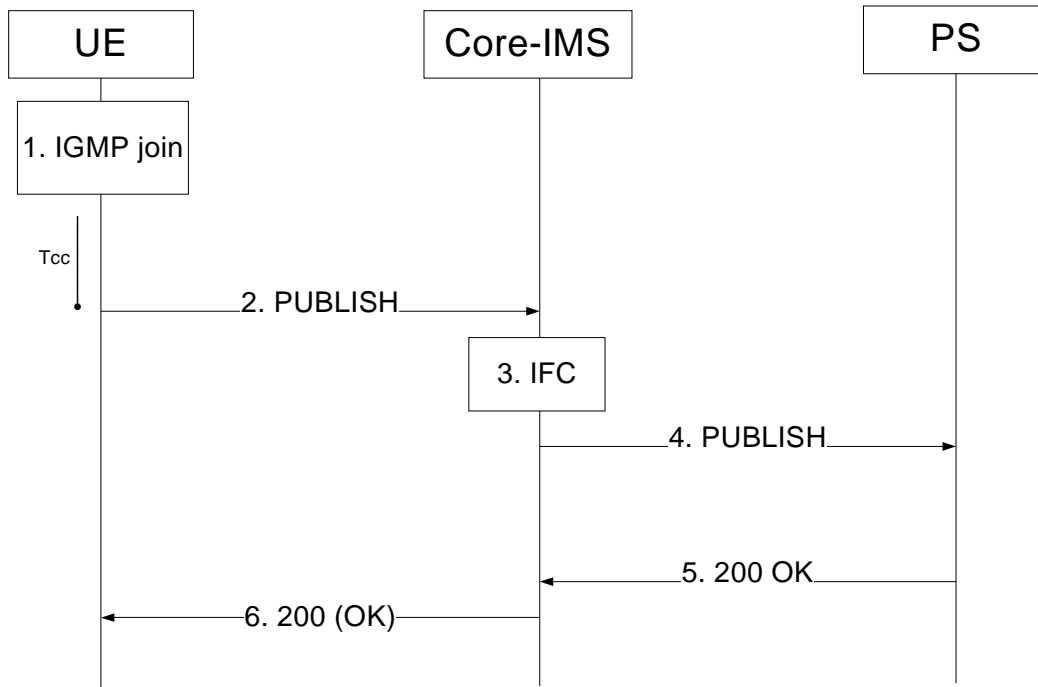 UE
Core-IMS
PS
1. IGMP join
Tcc
2. PUBLISH
3. IFC
4. PUBLISH
5. 200 OK
6. 200 (OK)